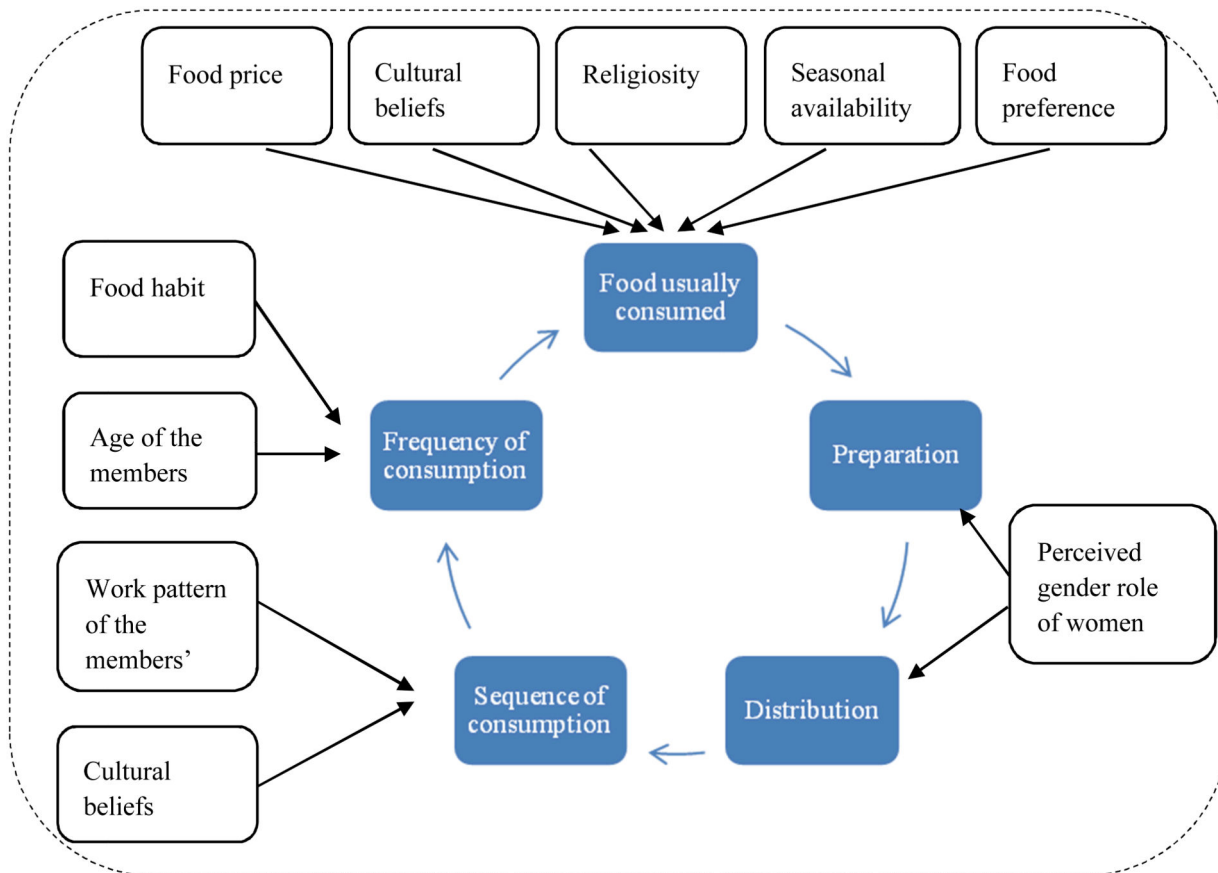 Food price
Cultural
beliefs
Religiosity
Seasonal
availability
Food
preference
Food habit
Food usually
consumed
Age of the
members
Frequency of
consumption
Preparation
Work pattern
of the
members’
Perceived
gender role
of women
Sequence of
consumption
Distribution
Cultural
beliefs